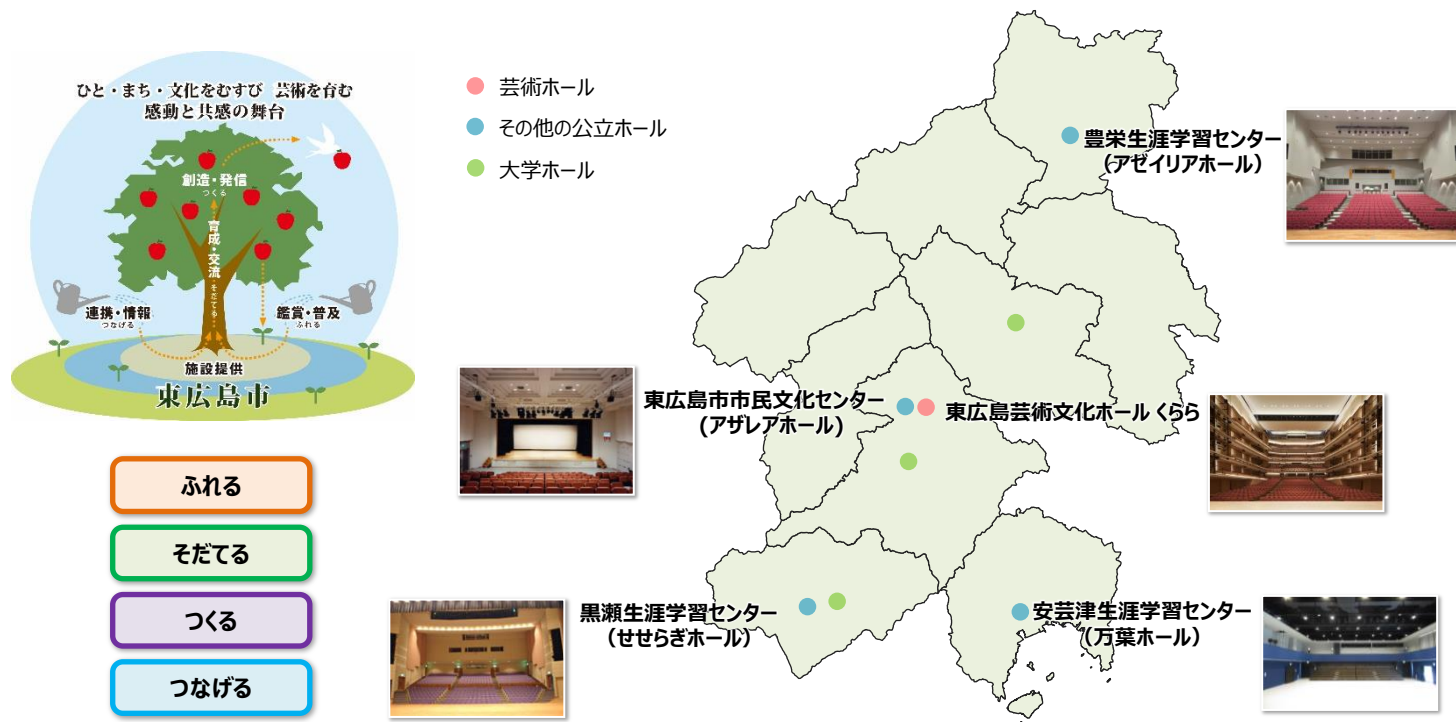 ひと・まち・文化をむすび 芸術を育む
感動と共感の舞台
創造・発信
つくる
育成・交流
そだてる
連携・情報
つなげる
鑑賞・普及
ふれる
施設提供
東広島市
芸術ホール
その他の公立ホール
大学ホール
豊栄生涯学習センター
（アゼイリアホール）
東広島市市民文化センター
(アザレアホール)
東広島芸術文化ホール くらら
黒瀬生涯学習センター
（せせらぎホール）
安芸津生涯学習センター
（万葉ホール）
ふれる
そだてる
つくる
つなげる